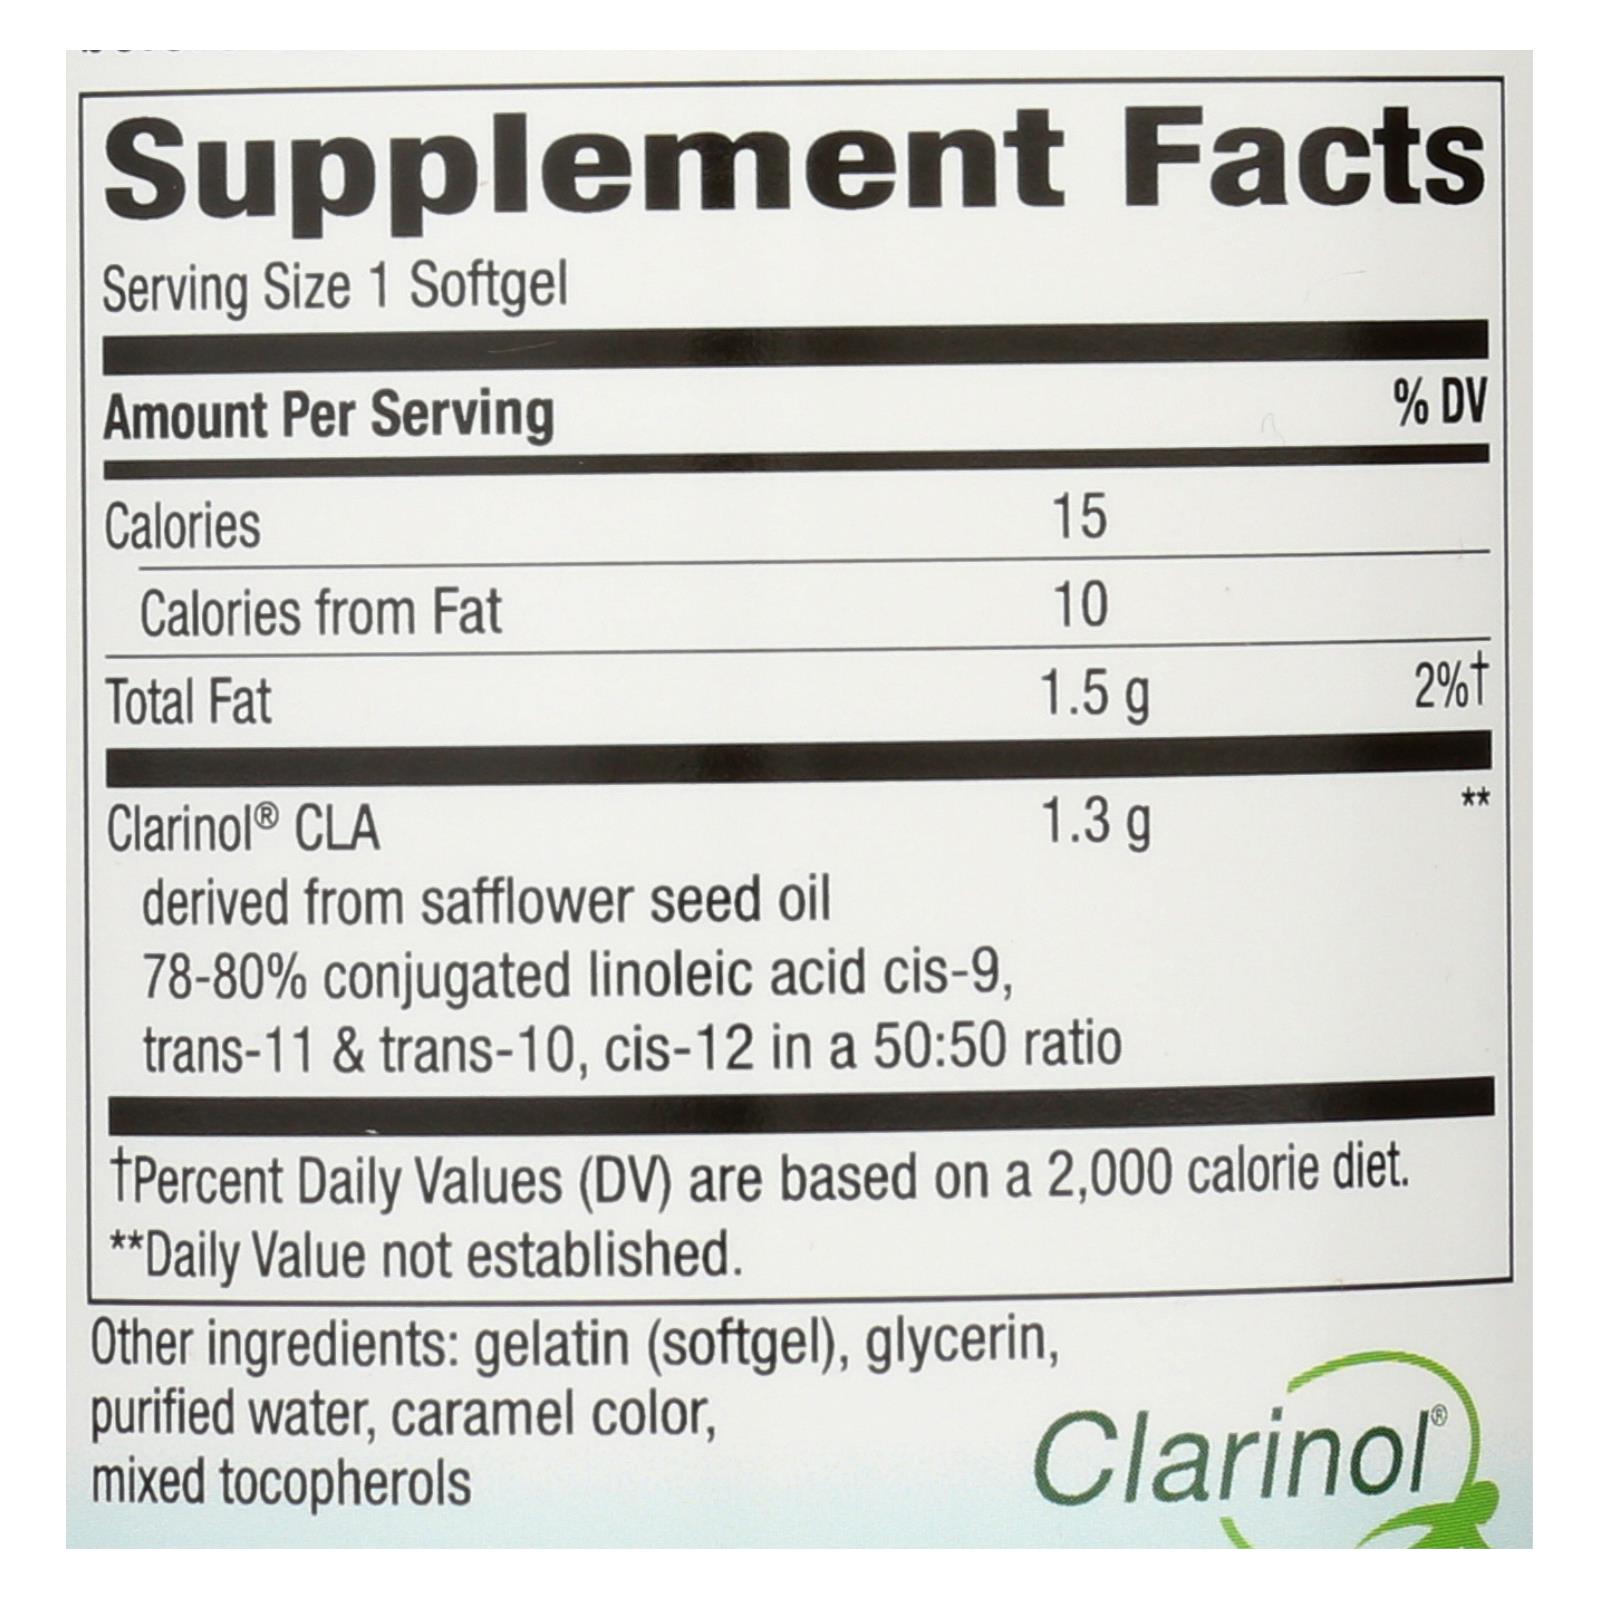 Supplement Facts
Serving Size 1 Softgel
Amount Per Serving % DV
Calories 15
Calories from Fat 10
Total Fat 1.5 g 2%†
Clarinol® CLA 1.3 g **
derived from safflower seed oil
78-80% conjugated linoleic acid cis-9,
trans-11 & trans-10, cis-12 in a 50:50 ratio
†Percent Daily Values (DV) are based on a 2,000 calorie diet.
**Daily Value not established.
Other ingredients: gelatin (softgel), glycerin,
purified water, caramel color,
mixed tocopherols
Clarinol®